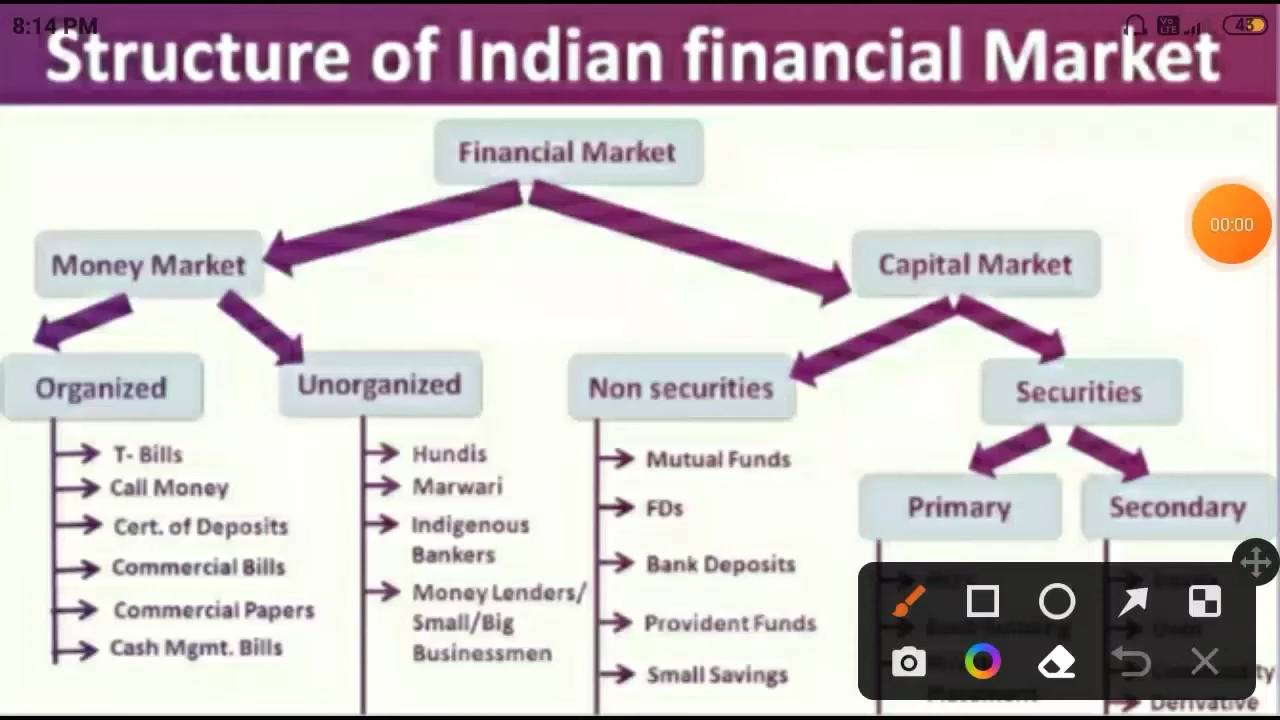 8:14 PM
Vo LTE
Structure of Indian financial Market
Financial Market
00:00
Money Market
Capital Market
Organized
Unorganized
Non securities
Securities
T- Bills
Call Money
Cert. of Deposits
Commercial Bills
Commercial Papers
Cash Mgmt. Bills
Hundis
Marwari
Indigenous
Bankers
Money Lenders/
Small/Big
Businessmen
Mutual Funds
FDs
Bank Deposits
Provident Funds
Small Savings
Primary
Secondary
Derivative